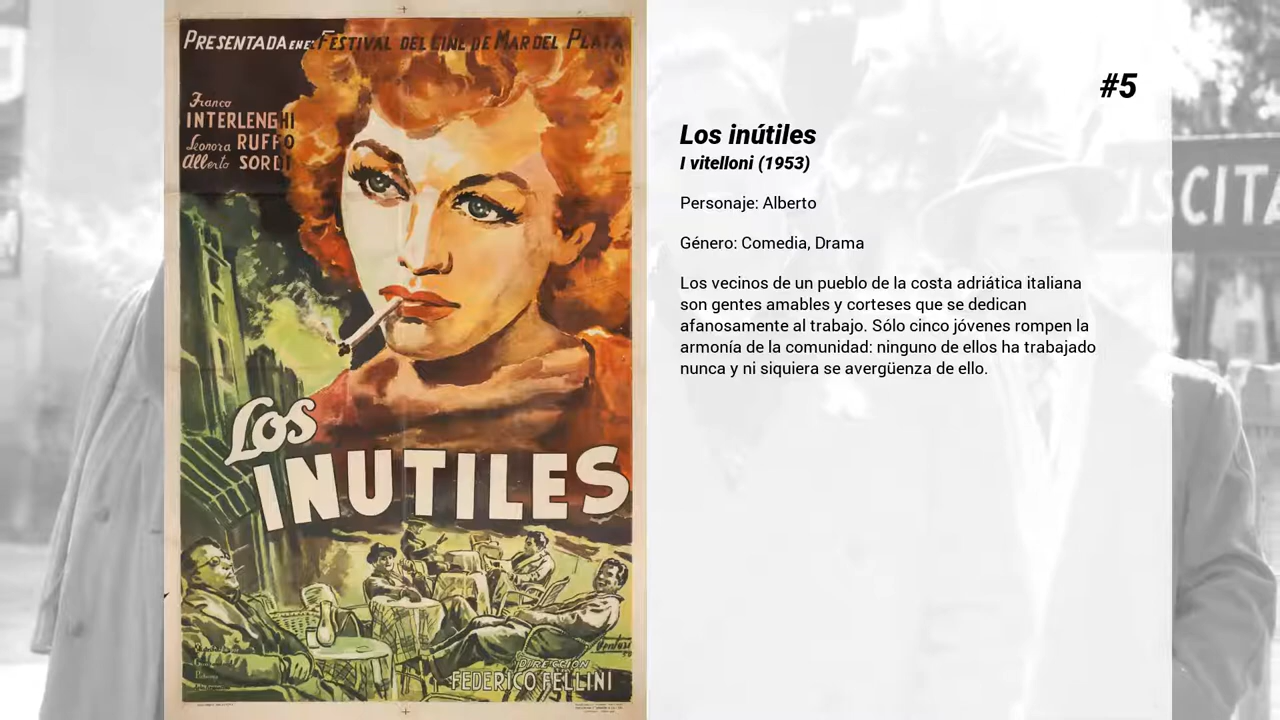 PRESENTADA EN EL FESTIVAL DEL CINE DE MAR DEL PLATA
Franco
INTERLENGHI
Leonora RUFFO
Alberto SORDI
LOS
INUTILES
DIRECCIÓN
FEDERICO FELLINI
#5
Los inútiles
I vitelloni (1953)
Personaje: Alberto
Género: Comedia, Drama
Los vecinos de un pueblo de la costa adriática italiana
son gentes amables y corteses que se dedican
afanosamente al trabajo. Sólo cinco jóvenes rompen la
armonía de la comunidad: ninguno de ellos ha trabajado
nunca y ni siquiera se avergüenza de ello.
SCITA